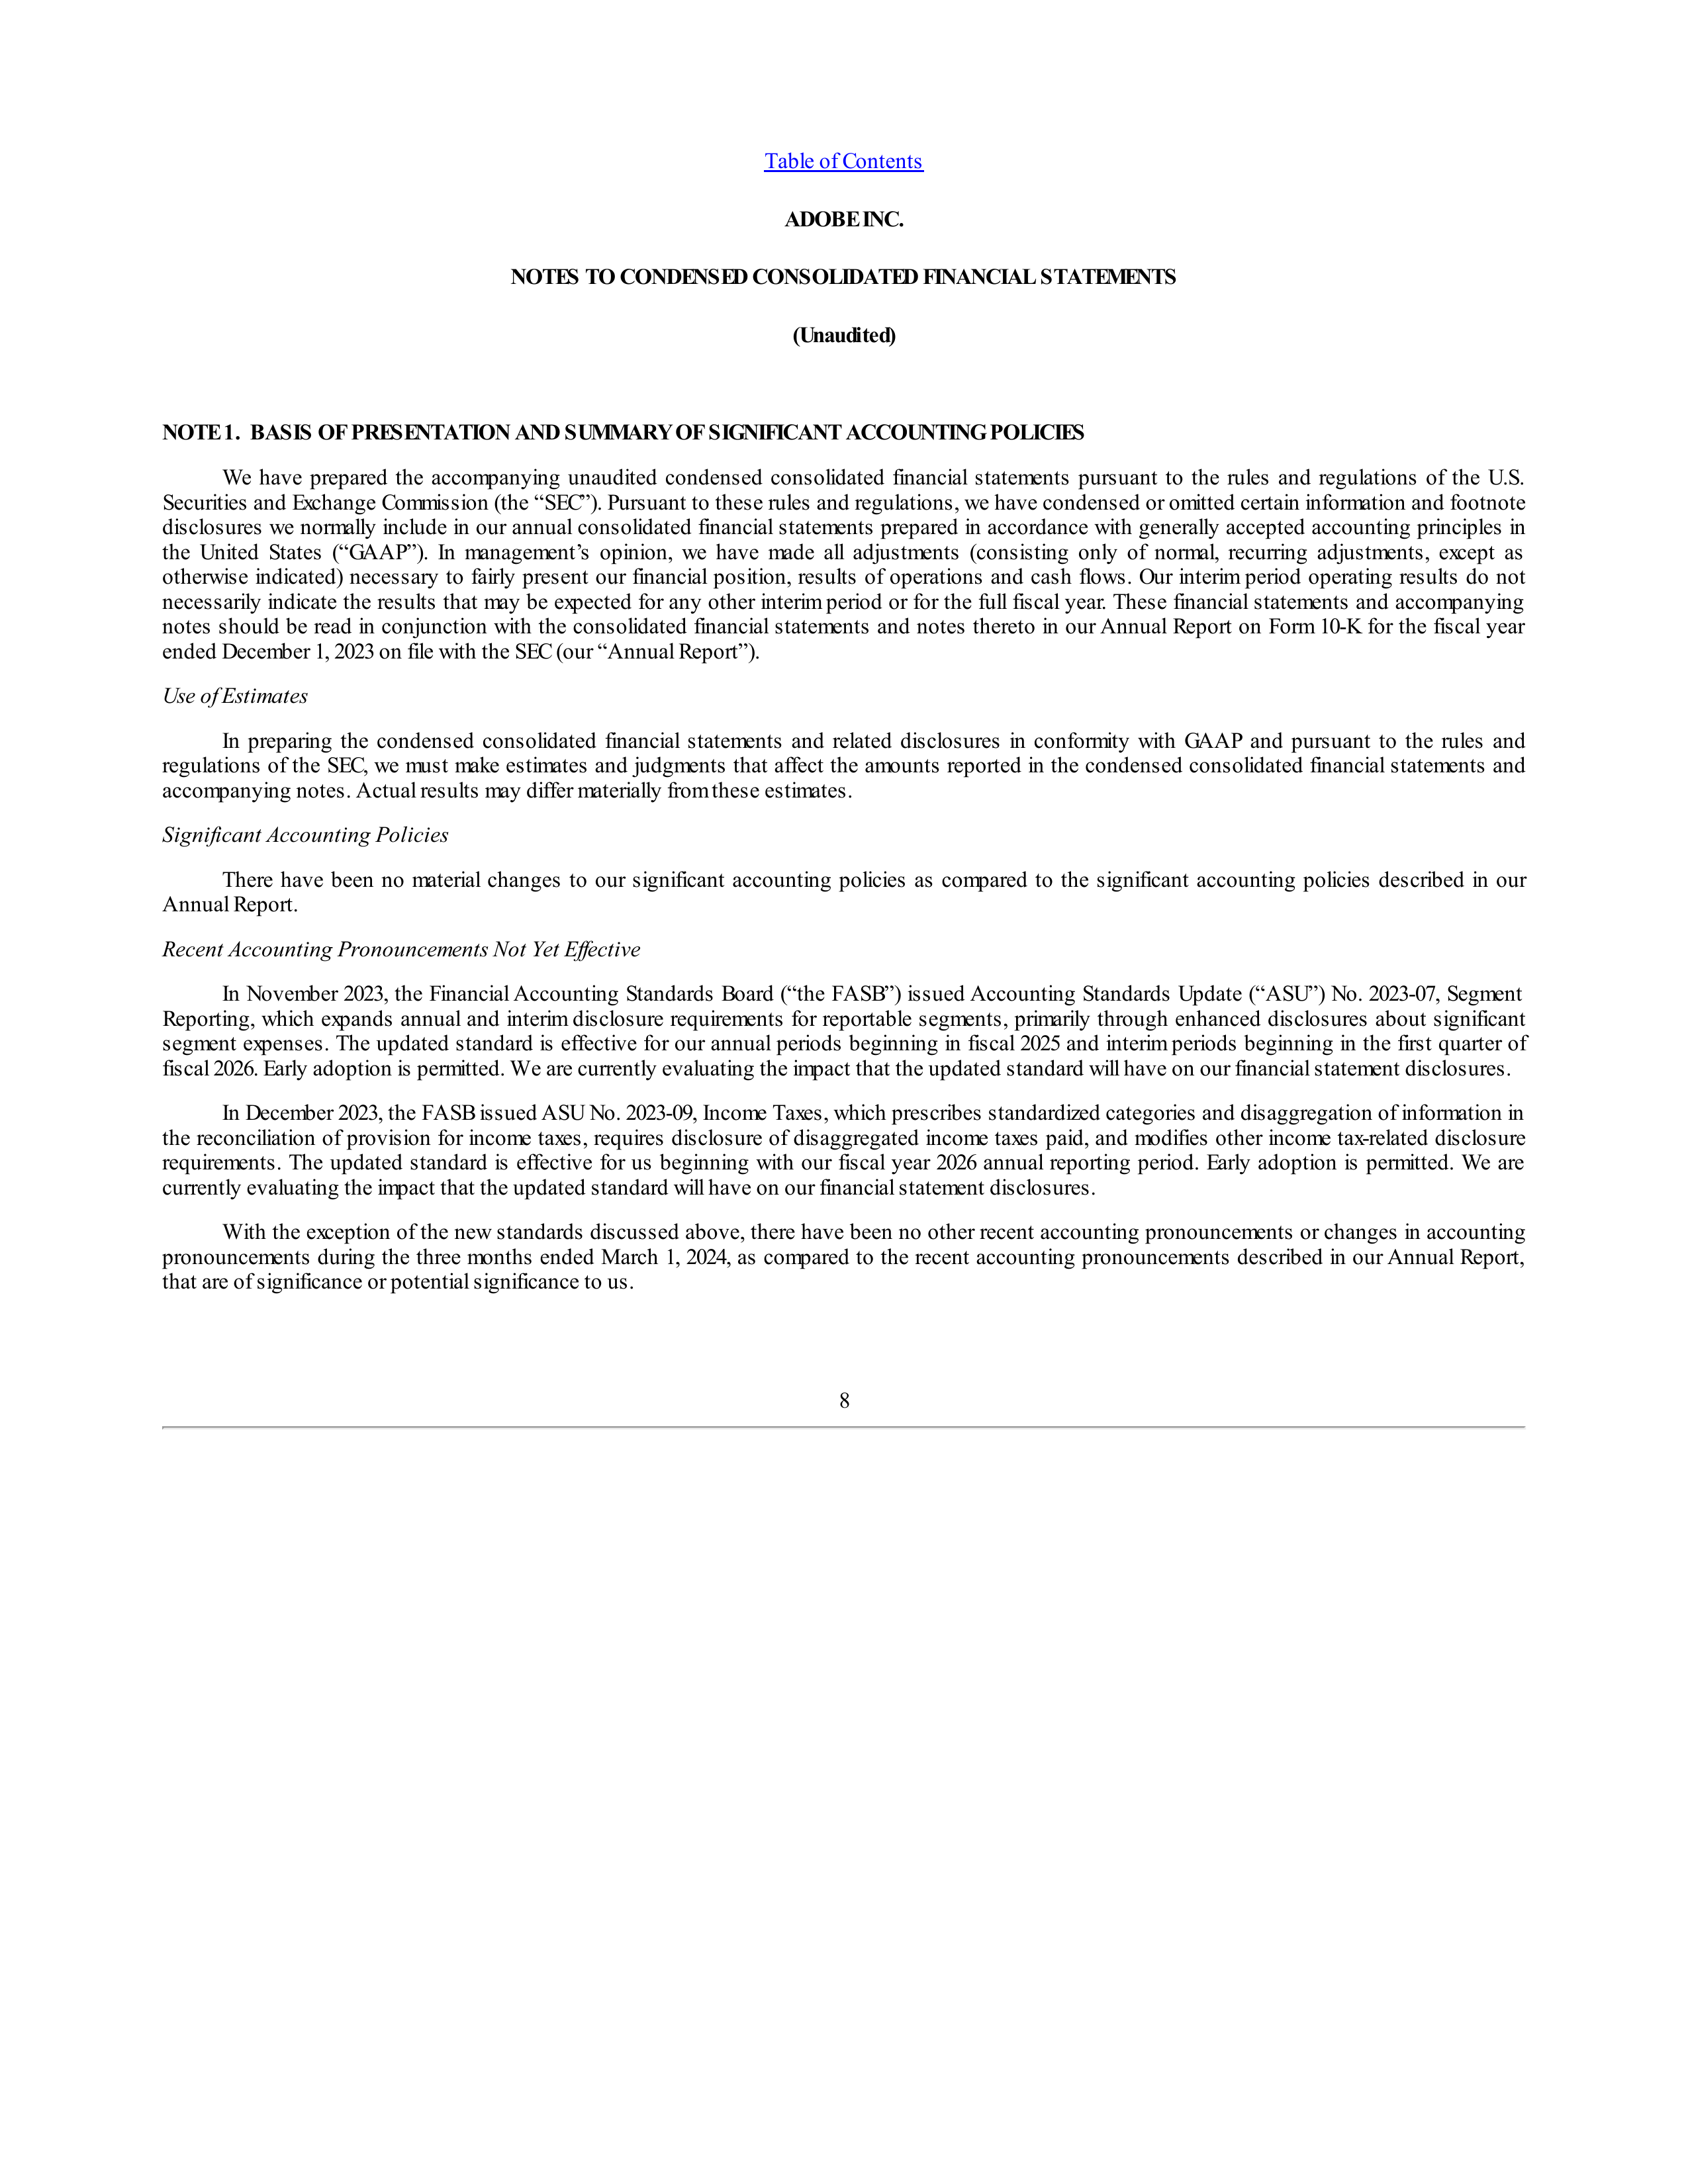 Table of Contents
ADOBE INC.
NOTES TO CONDENSED CONSOLIDATED FINANCIAL STATEMENTS
(Unaudited)
NOTE 1. BASIS OF PRESENTATION AND SUMMARY OF SIGNIFICANT ACCOUNTING POLICIES
We have prepared the accompanying unaudited condensed consolidated financial statements pursuant to the rules and regulations of the U.S.
Securities and Exchange Commission (the “SEC”). Pursuant to these rules and regulations, we have condensed or omitted certain information and footnote
disclosures we normally include in our annual consolidated financial statements prepared in accordance with generally accepted accounting principles in
the United States (“GAAP”). In management’s opinion, we have made all adjustments (consisting only of normal, recurring adjustments, except as
otherwise indicated) necessary to fairly present our financial position, results of operations and cash flows. Our interim period operating results do not
necessarily indicate the results that may be expected for any other interim period or for the full fiscal year. These financial statements and accompanying
notes should be read in conjunction with the consolidated financial statements and notes thereto in our Annual Report on Form 10-K for the fiscal year
ended December 1, 2023 on file with the SEC (our “Annual Report”).
Use of Estimates
In preparing the condensed consolidated financial statements and related disclosures in conformity with GAAP and pursuant to the rules and
regulations of the SEC, we must make estimates and judgments that affect the amounts reported in the condensed consolidated financial statements and
accompanying notes. Actual results may differ materially from these estimates.
Significant Accounting Policies
There have been no material changes to our significant accounting policies as compared to the significant accounting policies described in our
Annual Report.
Recent Accounting Pronouncements Not Yet Effective
In November 2023, the Financial Accounting Standards Board (“the FASB”) issued Accounting Standards Update (“ASU”) No. 2023-07, Segment
Reporting, which expands annual and interim disclosure requirements for reportable segments, primarily through enhanced disclosures about significant
segment expenses. The updated standard is effective for our annual periods beginning in fiscal 2025 and interim periods beginning in the first quarter of
fiscal 2026. Early adoption is permitted. We are currently evaluating the impact that the updated standard will have on our financial statement disclosures.
In December 2023, the FASB issued ASU No. 2023-09, Income Taxes, which prescribes standardized categories and disaggregation of information in
the reconciliation of provision for income taxes, requires disclosure of disaggregated income taxes paid, and modifies other income tax-related disclosure
requirements. The updated standard is effective for us beginning with our fiscal year 2026 annual reporting period. Early adoption is permitted. We are
currently evaluating the impact that the updated standard will have on our financial statement disclosures.
With the exception of the new standards discussed above, there have been no other recent accounting pronouncements or changes in accounting
pronouncements during the three months ended March 1, 2024, as compared to the recent accounting pronouncements described in our Annual Report,
that are of significance or potential significance to us.
8